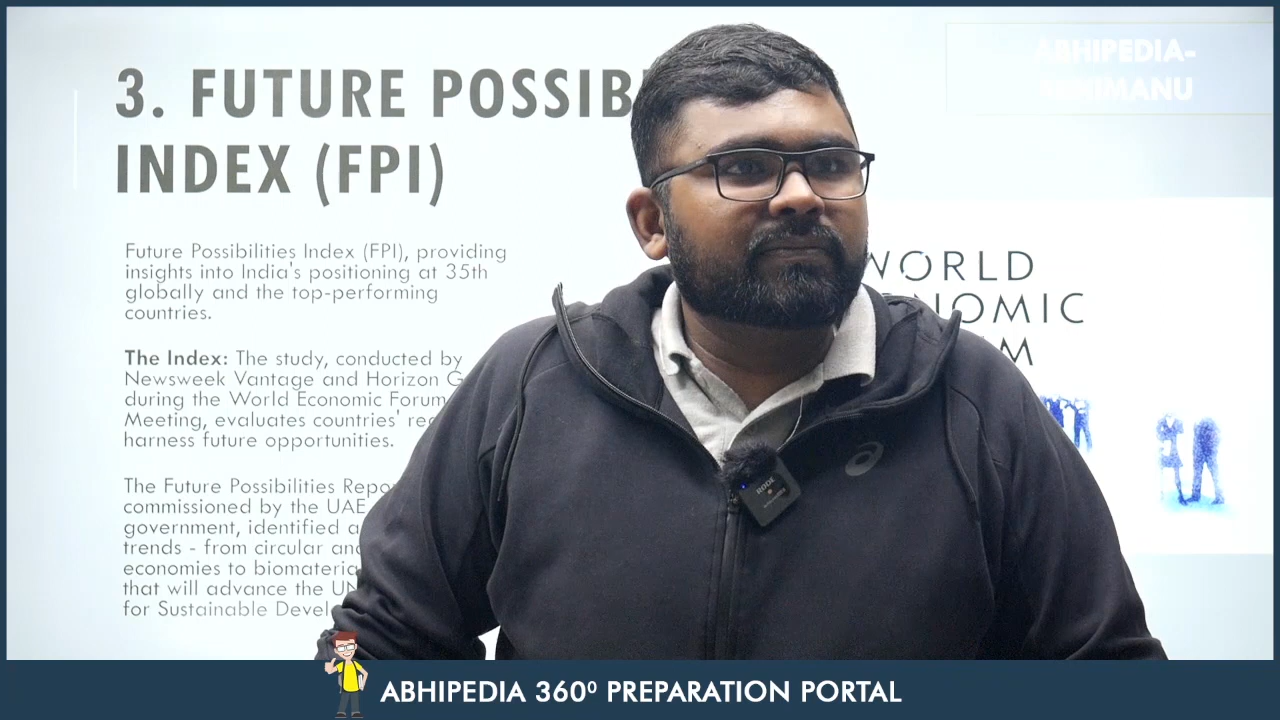 3. FUTURE POSSIB
INDEX (FPI)
Future Possibilities Index (FPI), providing
insights into India's positioning at 35th
globally and the top-performing
countries.
The Index: The study, conducted by
Newsweek Vantage and Horizon G
during the World Economic Forum
Meeting, evaluates countries'
harness future opportunities.
The Future Possibilities Repo
commissioned by the UAE
government, identified
trends - from circular and
economies to biomateria
that will advance the UN
for Sustainable Devel
ABHIPEDIA-
WORLD
NOMIC
RODE
ABHIPEDIA 360º PREPARATION PORTAL